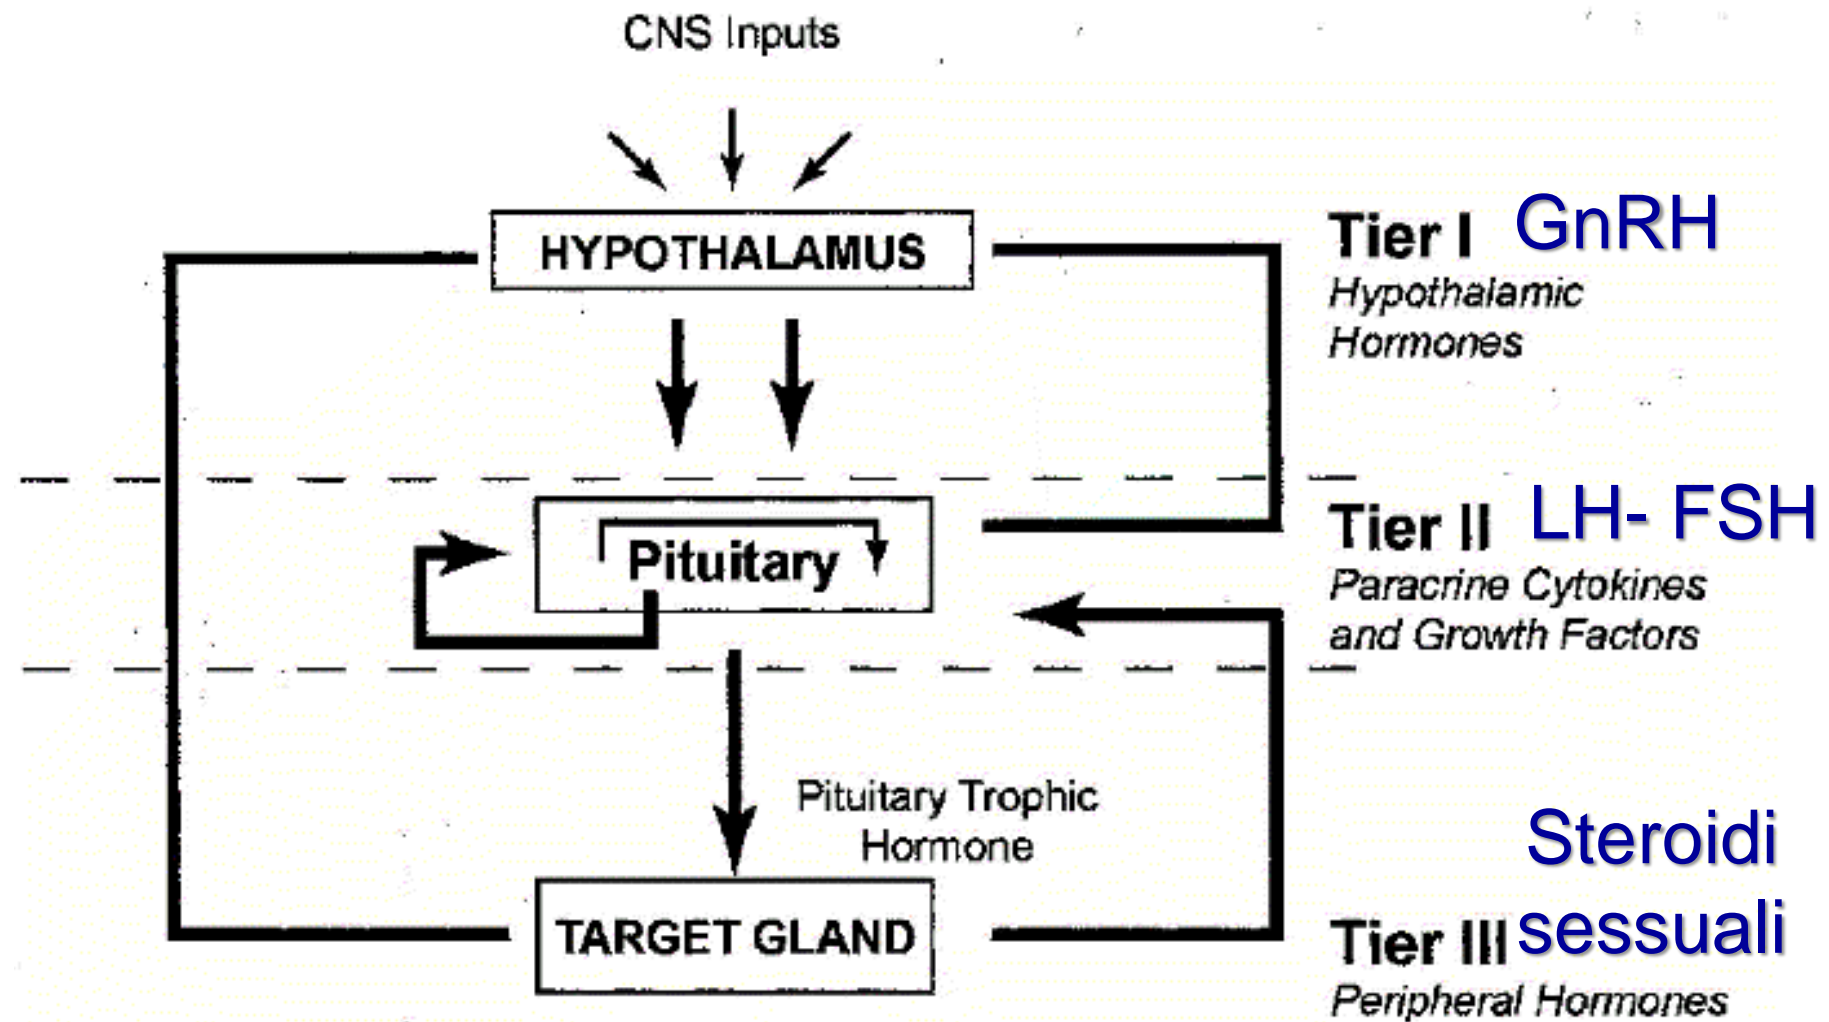 CNS Inputs
HYPOTHALAMUS
Tier I GnRH
Hypothalamic
Hormones
Pituitary
Tier II LH- FSH
Paracrine Cytokines
and Growth Factors
Pituitary Trophic
Hormone
TARGET GLAND
Steroidi
Tier III sessuali
Peripheral Hormones